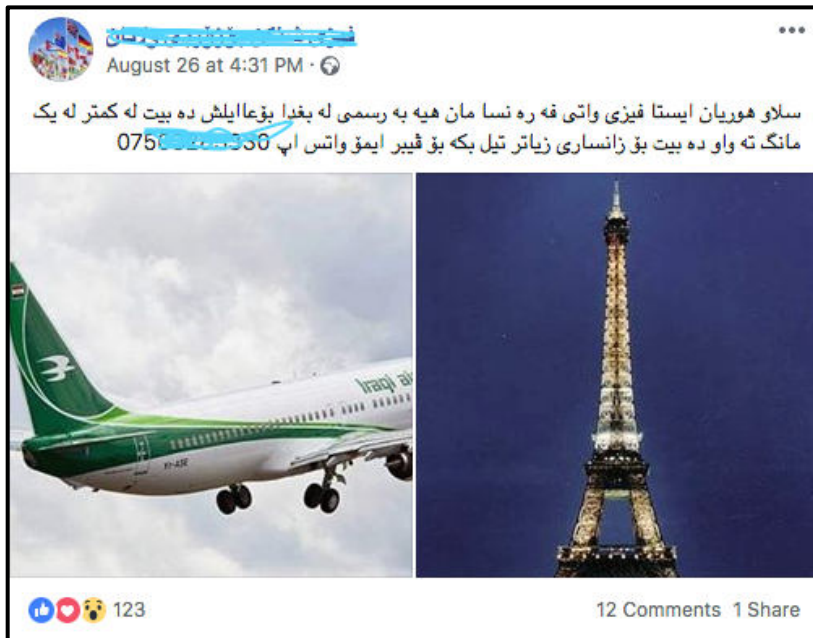 August 26 at 4:31 PM ·
سلاو هوریان ایستا فیزی واتی فه ره نسا مان هیه به رسمی له بغدا بۆعاایلش ده بیت له کمتر له یک
مانگ ته واو ده بیت بۆ زانساری زیاتر تیل بکه بۆ ڤیبر ایمۆ واتس اپ
Iraqi ai
YI-ASE
123
12 Comments 1 Share